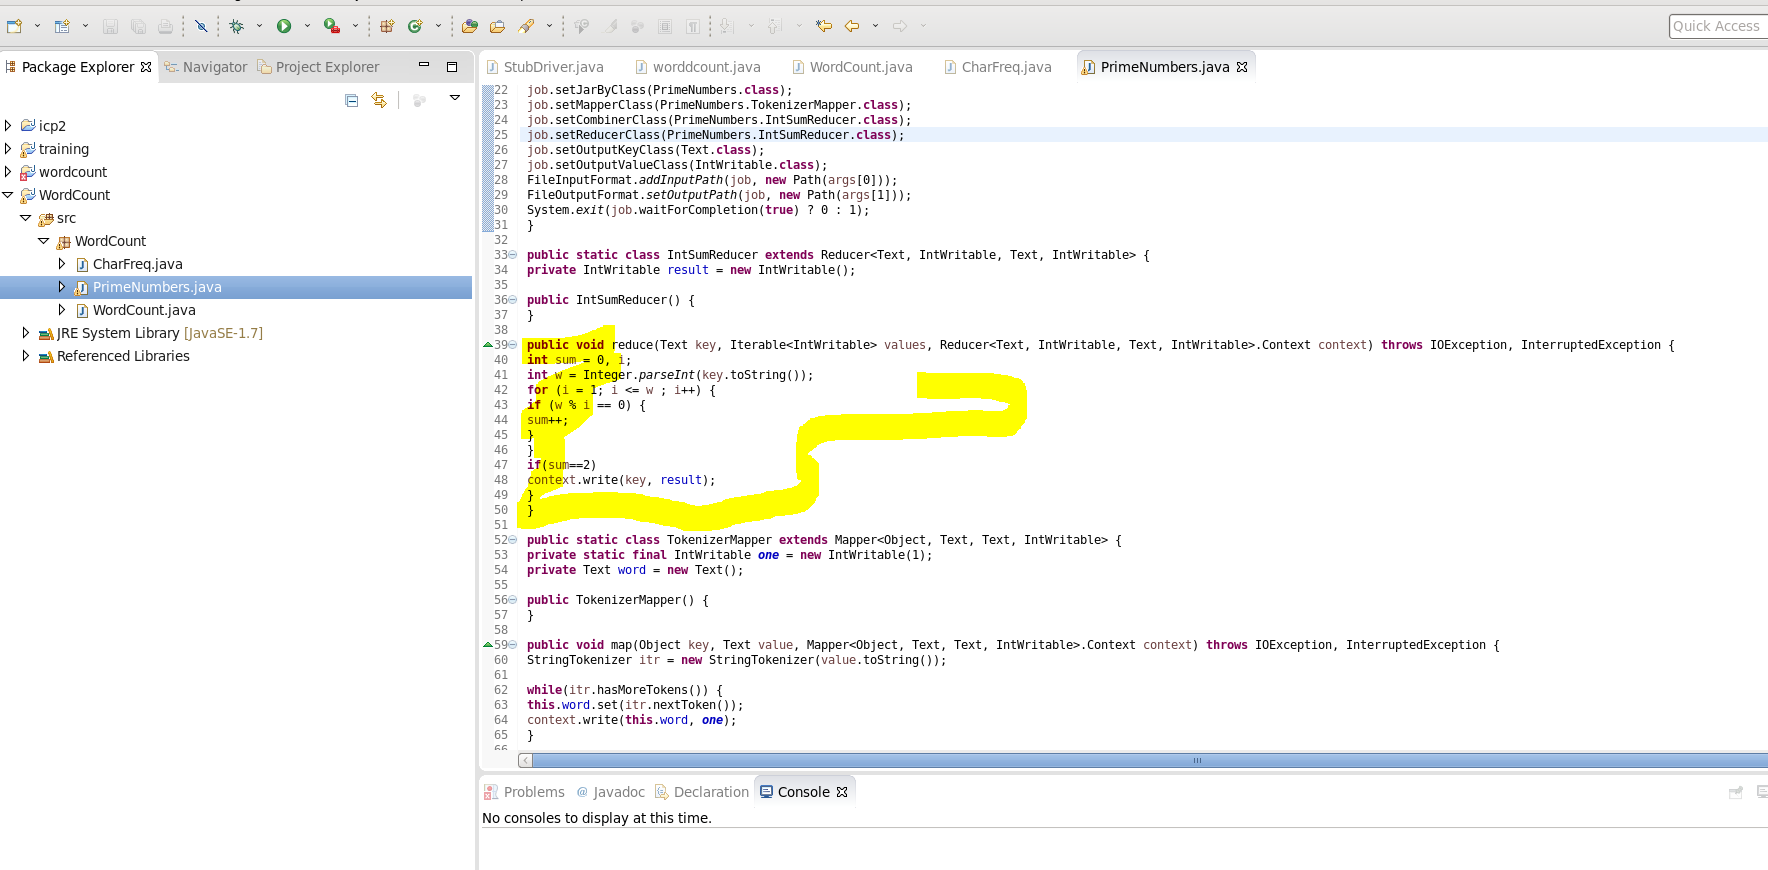 Quick Access
Package Explorer
Navigator
Project Explorer
StubDriver.java
worddcount.java
WordCount.java
CharFreq.java
PrimeNumbers.java
icp2
training
wordcount
WordCount
src
WordCount
CharFreq.java
PrimeNumbers.java
WordCount.java
JRE System Library [JavaSE-1.7]
Referenced Libraries
22 job.setJarByClass(PrimeNumbers.class);
23 job.setMapperClass(PrimeNumbers.TokenizerMapper.class);
24 job.setCombinerClass(PrimeNumbers.IntSumReducer.class);
25 job.setReducerClass(PrimeNumbers.IntSumReducer.class);
26 job.setOutputKeyClass(Text.class);
27 job.setOutputValueClass(IntWritable.class);
28 FileInputFormat.addInputPath(job, new Path(args[0]));
29 FileOutputFormat.setOutputPath(job, new Path(args[1]));
30 System.exit(job.waitForCompletion(true) ? 0 : 1);
31 }
32
33 public static class IntSumReducer extends Reducer<Text, IntWritable, Text, IntWritable> {
34 private IntWritable result = new IntWritable();
35
36 public IntSumReducer() {
37 }
38
39 public void reduce(Text key, Iterable<IntWritable> values, Reducer<Text, IntWritable, Text, IntWritable>.Context context) throws IOException, InterruptedException {
40 int sum = 0, i;
41 int w = Integer.parseInt(key.toString());
42 for (i = 1; i <= w ; i++) {
43 if (w % i == 0) {
44 sum++;
45 }
46 }
47 if(sum==2)
48 context.write(key, result);
49 }
50 }
51
52 public static class TokenizerMapper extends Mapper<Object, Text, Text, IntWritable> {
53 private static final IntWritable one = new IntWritable(1);
54 private Text word = new Text();
55
56 public TokenizerMapper() {
57 }
58
59 public void map(Object key, Text value, Mapper<Object, Text, Text, IntWritable>.Context context) throws IOException, InterruptedException {
60 StringTokenizer itr = new StringTokenizer(value.toString());
61
62 while(itr.hasMoreTokens()) {
63 this.word.set(itr.nextToken());
64 context.write(this.word, one);
65 }
66
Problems
@ Javadoc
Declaration
Console
No consoles to display at this time.